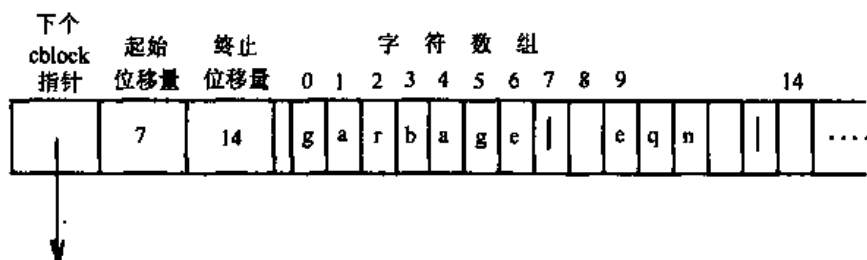 下个
cblock
指针
起始
位移量
终止
位移量
字符数组
0 1 2 3 4 5 6 7 8 9 14
7 14 g a r b a g e | e q n | ....